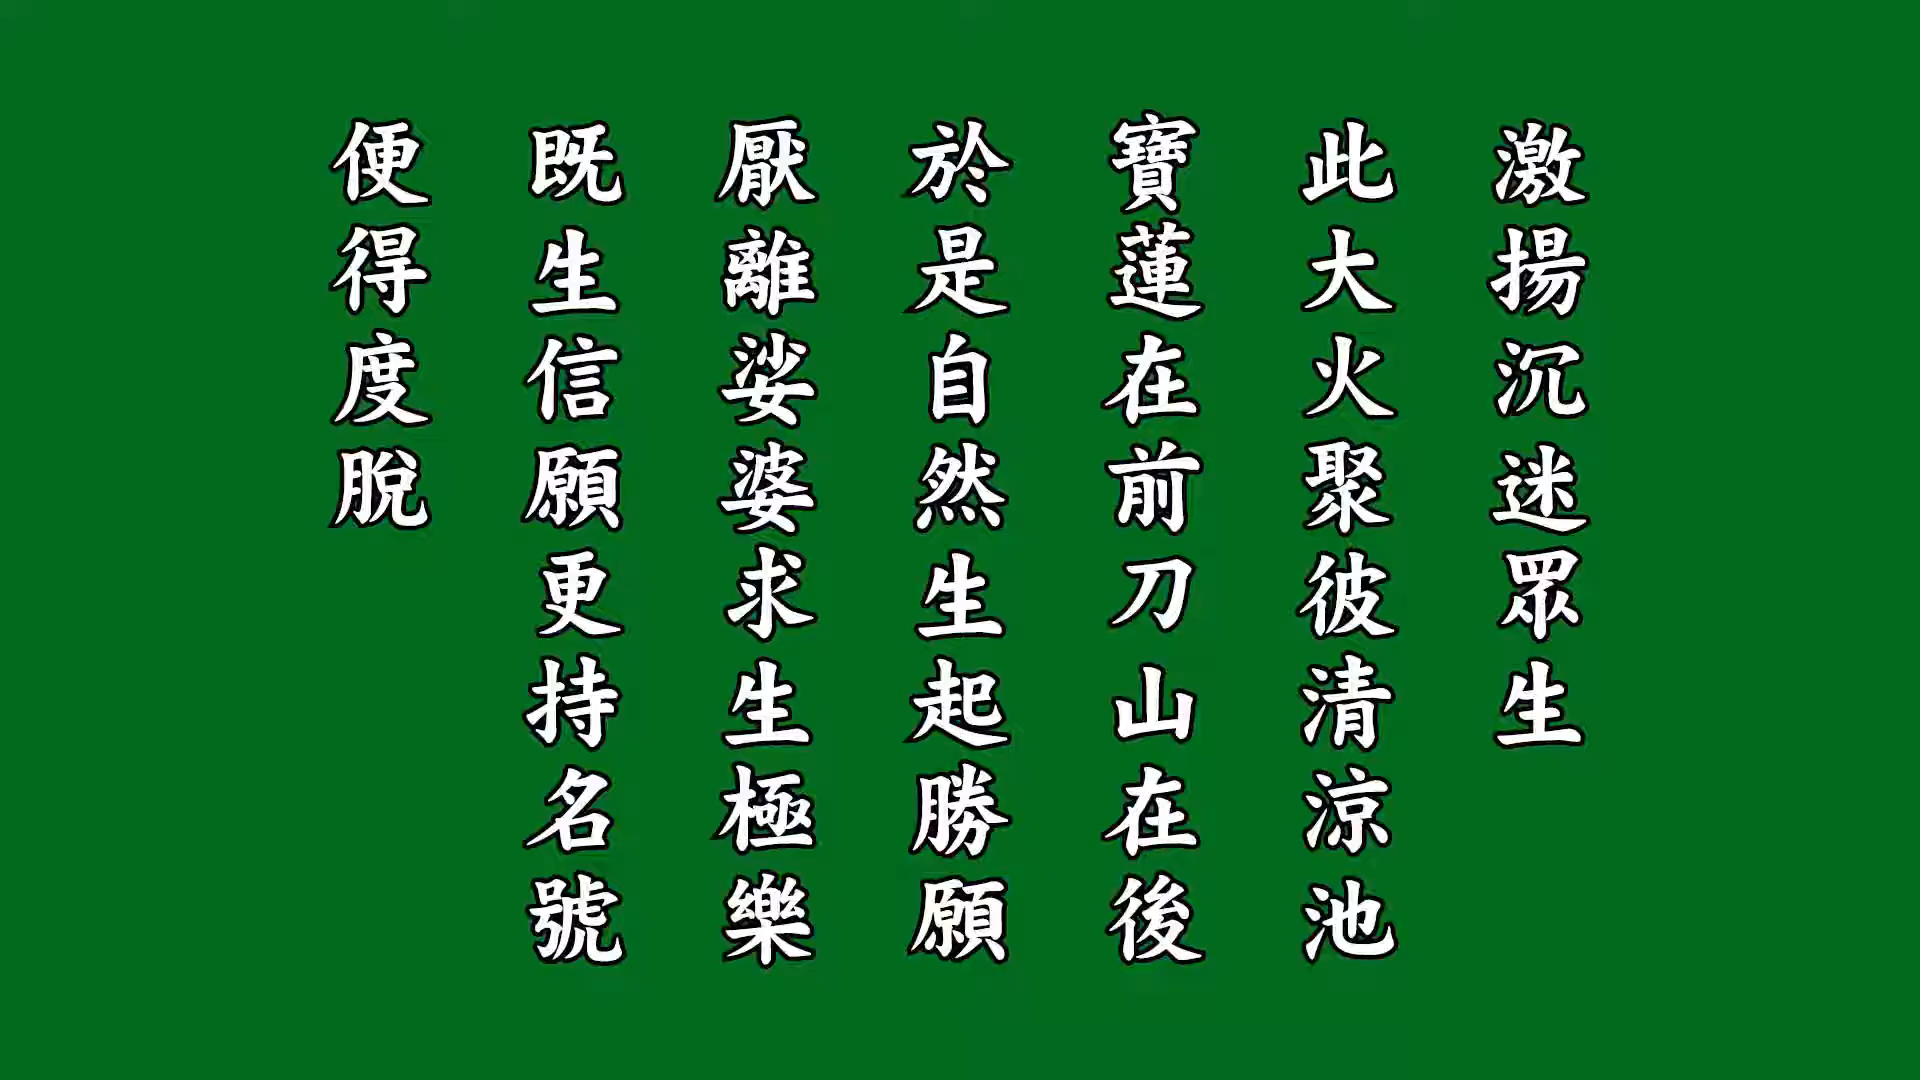 激揚沉迷眾生
此大火聚彼清涼池
寶蓮在前刀山在後
於是自然生起勝願
厭離娑婆求生極樂
既生信願更持名號
便得度脫